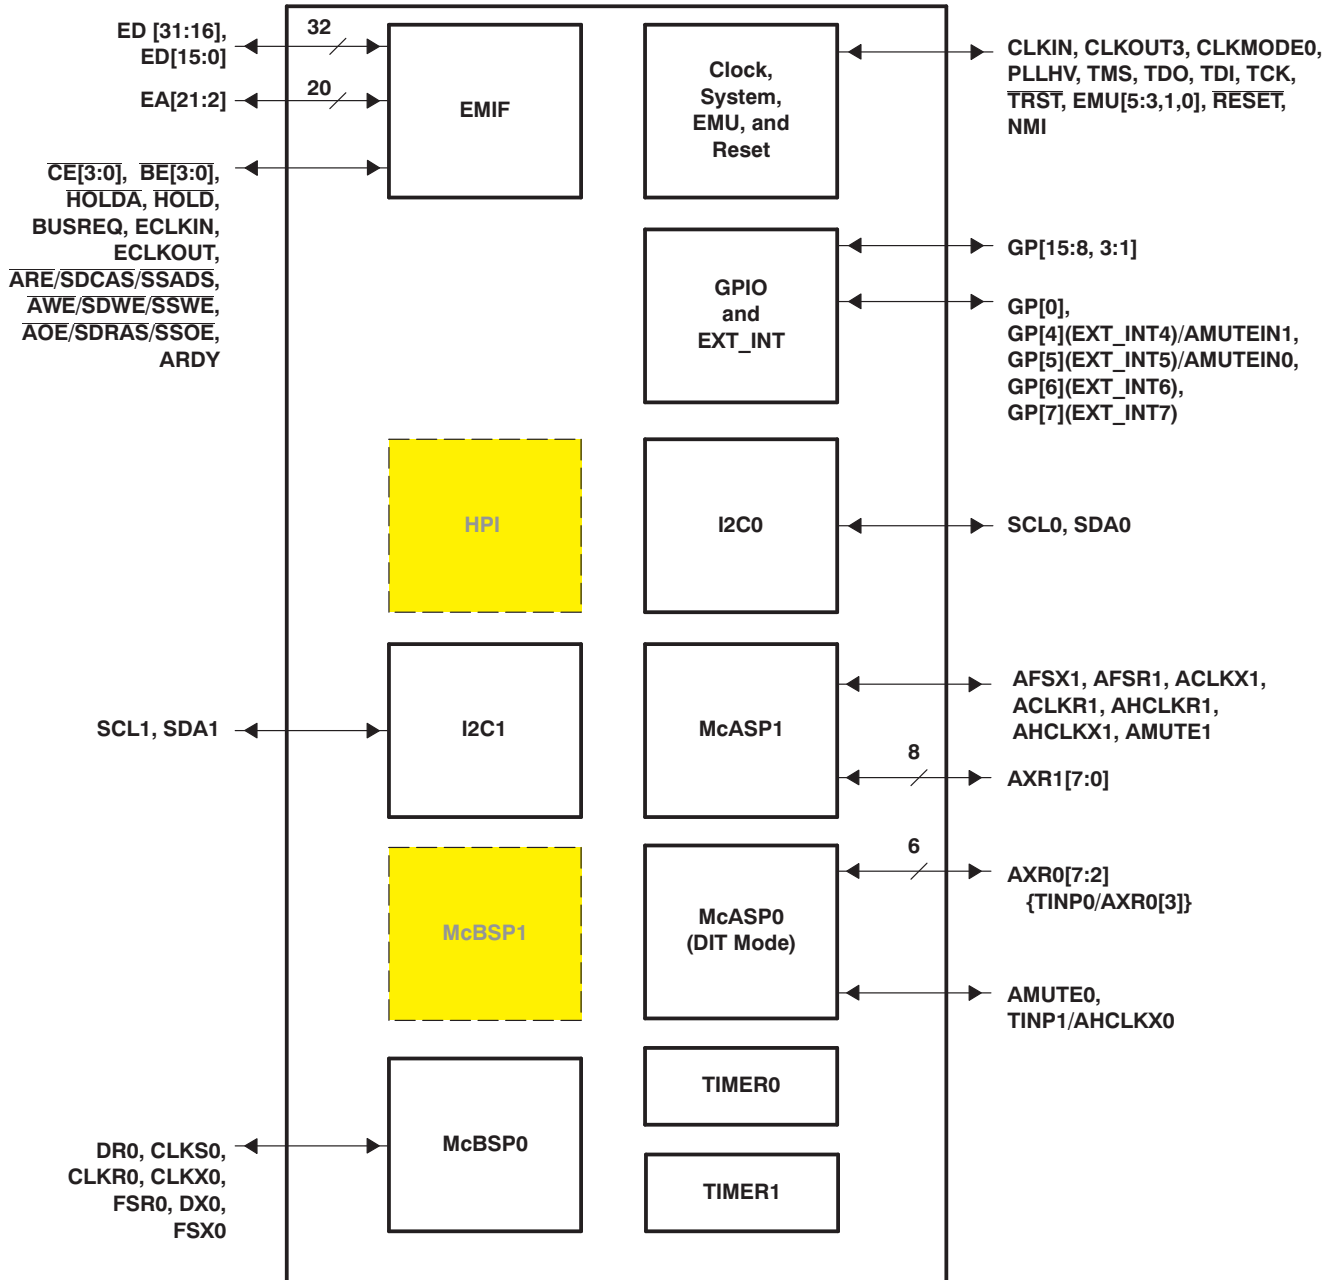 ED [31:16],
ED[15:0]
32
EA[21:2]
20
CE[3:0], BE[3:0],
HOLDA, HOLD,
BUSREQ, ECLKIN,
ECLKOUT,
ARE/SDCAS/SSADS,
AWE/SDWE/SSWE,
AOE/SDRAS/SSOE,
ARDY
EMIF
Clock,
System,
EMU, and
Reset
CLKIN, CLKOUT3, CLKMODE0,
PLLHV, TMS, TDO, TDI, TCK,
TRST, EMU[5:3,1,0], RESET,
NMI
GPIO
and
EXT_INT
GP[15:8, 3:1]
GP[0],
GP[4](EXT_INT4)/AMUTEIN1,
GP[5](EXT_INT5)/AMUTEIN0,
GP[6](EXT_INT6),
GP[7](EXT_INT7)
HPI
I2C0
SCL0, SDA0
SCL1, SDA1
I2C1
McASP1
AFSX1, AFSR1, ACLKX1,
ACLKR1, AHCLKR1,
AHCLKX1, AMUTE1
8
AXR1[7:0]
McBSP1
McASP0
(DIT Mode)
6
AXR0[7:2]
{TINP0/AXR0[3]}
AMUTE0,
TINP1/AHCLKX0
DR0, CLKS0,
CLKR0, CLKX0,
FSR0, DX0,
FSX0
McBSP0
TIMER0
TIMER1